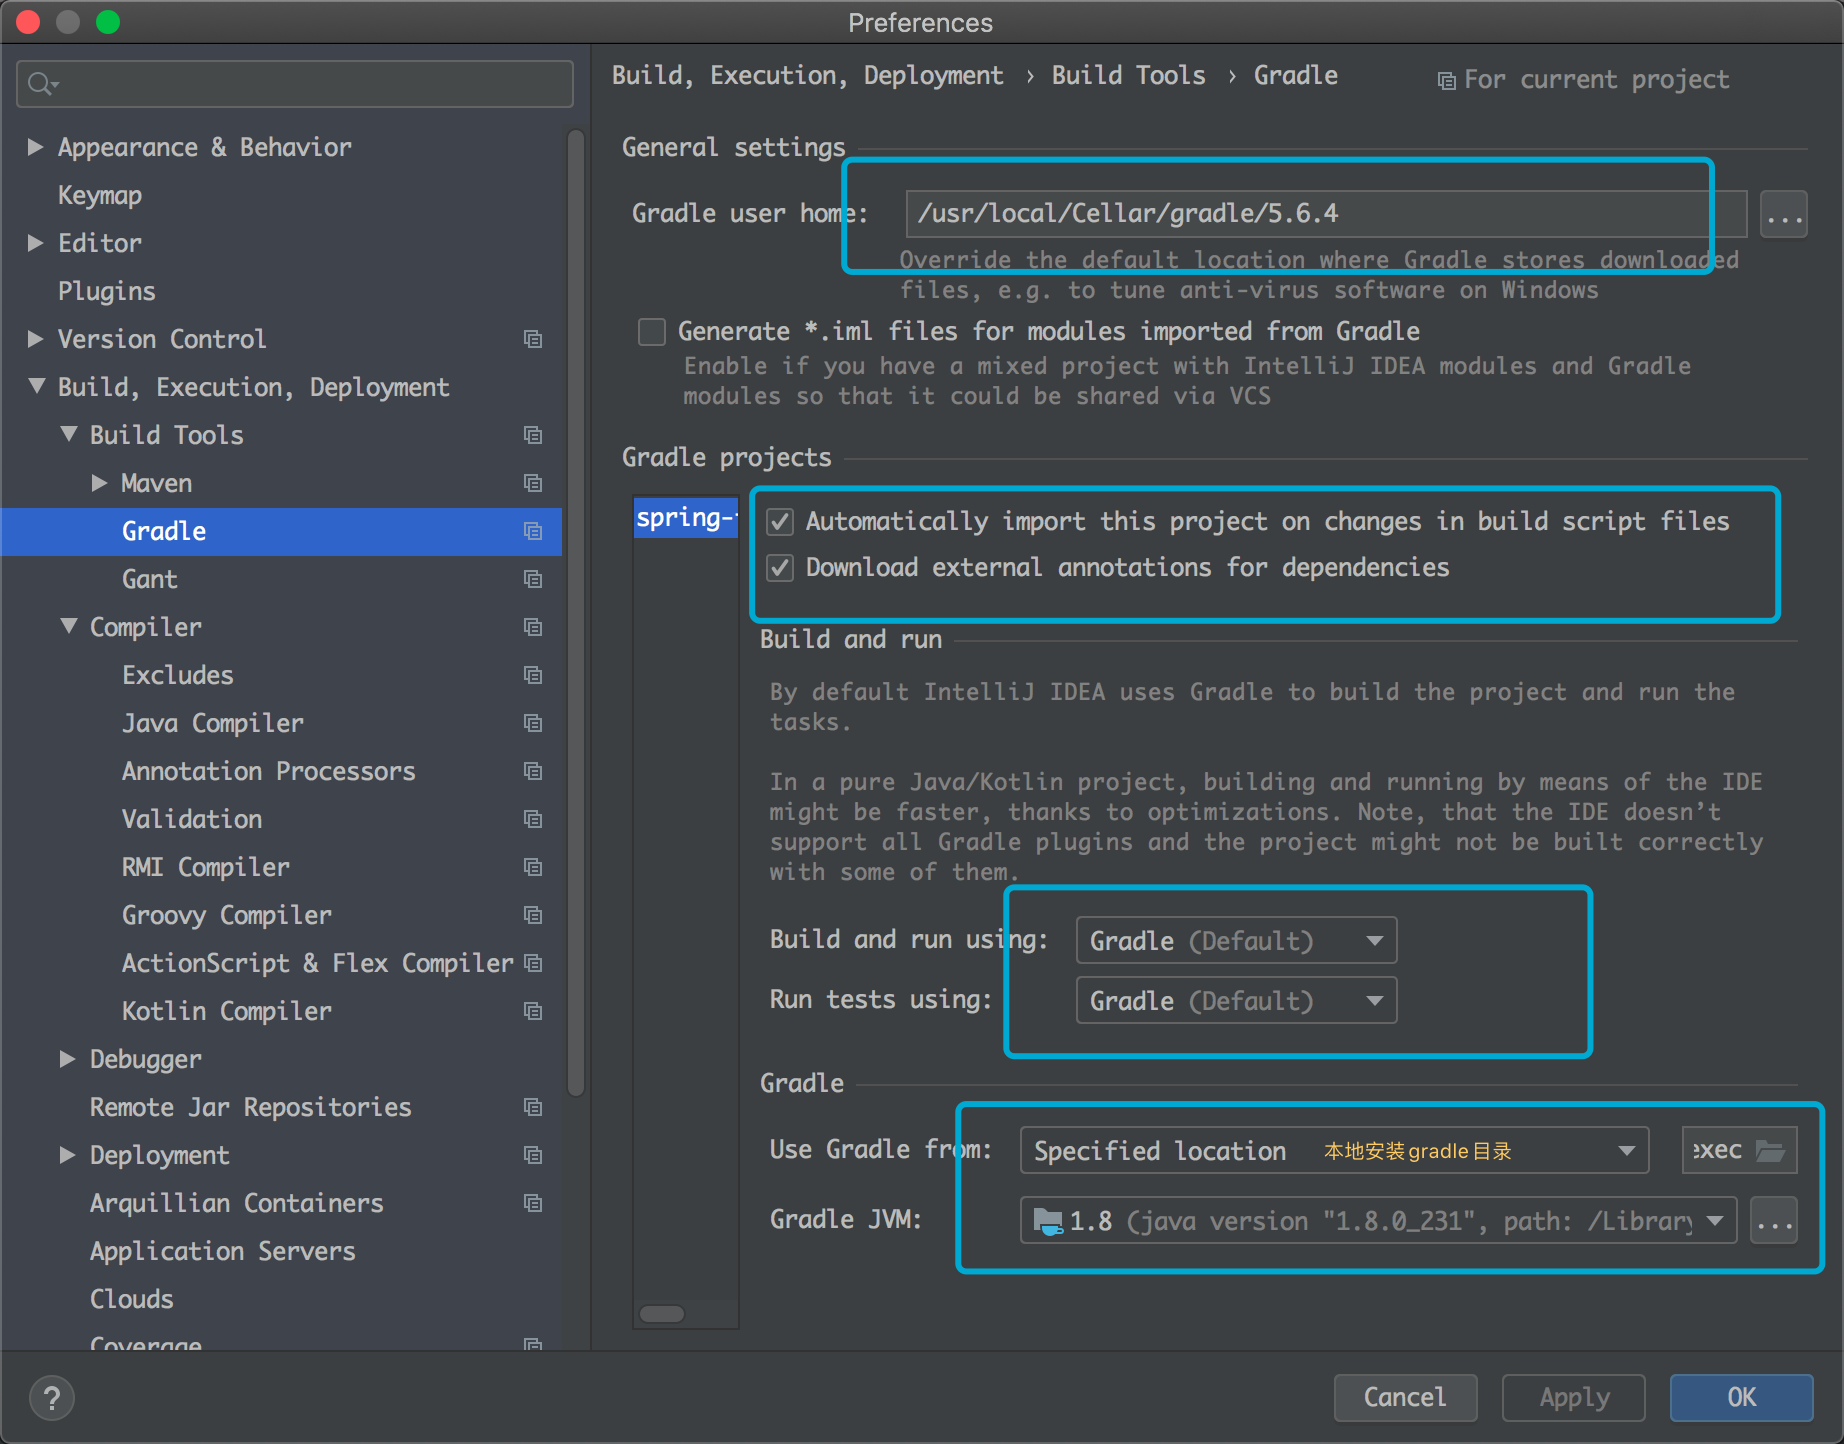 Preferences
Appearance & Behavior
Keymap
Editor
Plugins
Version Control
Build, Execution, Deployment
Build Tools
Maven
Gradle
Gant
Compiler
Excludes
Java Compiler
Annotation Processors
Validation
RMI Compiler
Groovy Compiler
ActionScript & Flex Compiler
Kotlin Compiler
Debugger
Remote Jar Repositories
Deployment
Arquillian Containers
Application Servers
Clouds
Coverage
Build, Execution, Deployment › Build Tools › Gradle
For current project
General settings
Gradle user home: /usr/local/Cellar/gradle/5.6.4 ...
Override the default location where Gradle stores downloaded
files, e.g. to tune anti-virus software on Windows
Generate *.iml files for modules imported from Gradle
Enable if you have a mixed project with IntelliJ IDEA modules and Gradle
modules so that it could be shared via VCS
Gradle projects
spring-
Automatically import this project on changes in build script files
Download external annotations for dependencies
Build and run
By default IntelliJ IDEA uses Gradle to build the project and run the
tasks.
In a pure Java/Kotlin project, building and running by means of the IDE
might be faster, thanks to optimizations. Note, that the IDE doesn’t
support all Gradle plugins and the project might not be built correctly
with some of them.
Build and run using: Gradle (Default)
Run tests using: Gradle (Default)
Gradle
Use Gradle from: Specified location 本地安装gradle目录 exec
Gradle JVM: 1.8 (java version "1.8.0_231", path: /Library ...
? Cancel Apply OK